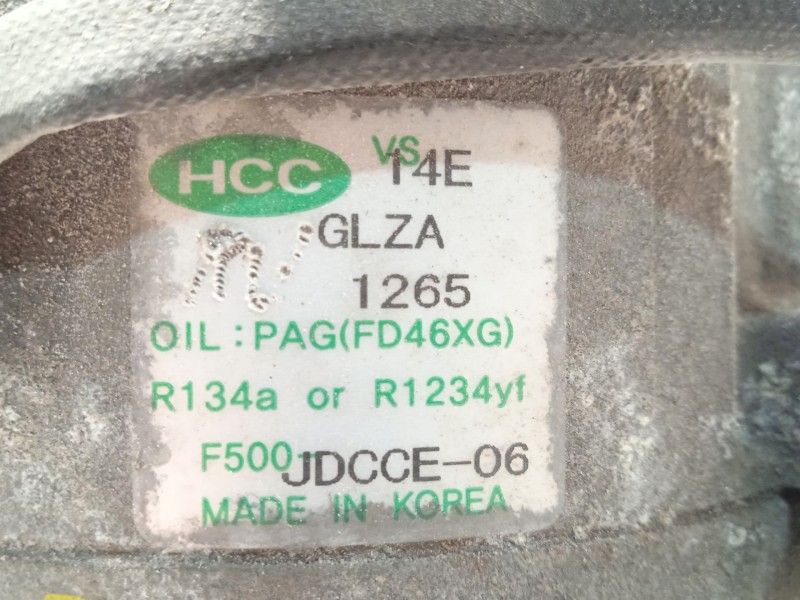 HCC VS 14E
GLZA
1265
OIL : PAG(FD46XG)
R134a or R1234yf
F500-JDCCE-06
MADE IN KOREA